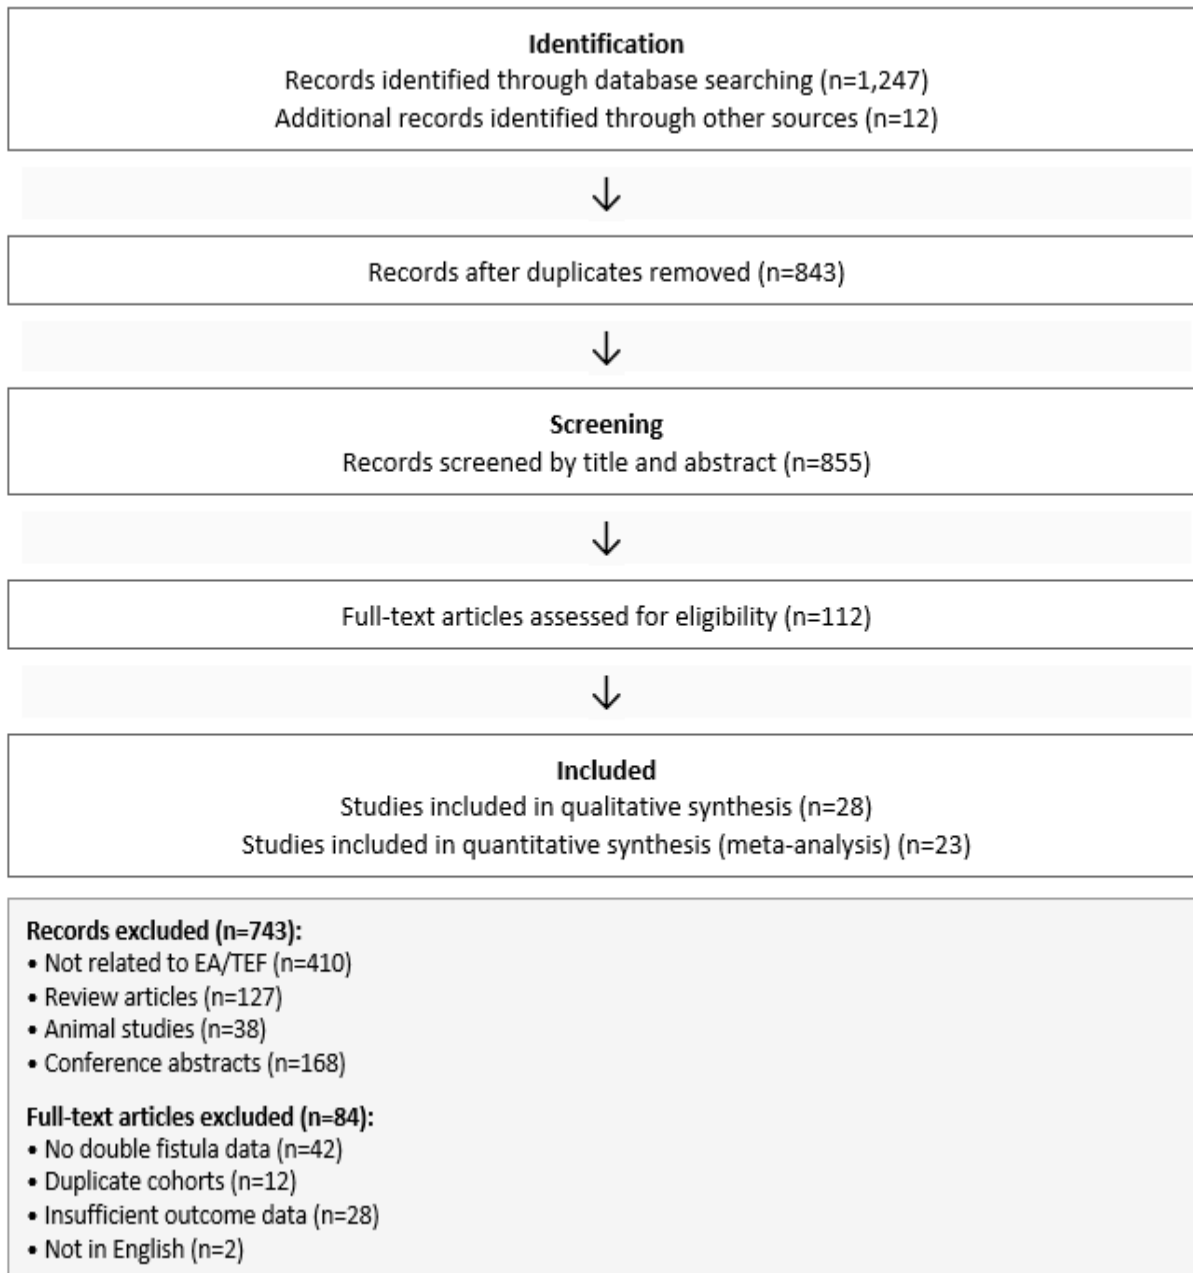 Identification
Records identified through database searching (n=1,247)
Additional records identified through other sources (n=12)
↓
Records after duplicates removed (n=843)
↓
Screening
Records screened by title and abstract (n=855)
↓
Full-text articles assessed for eligibility (n=112)
↓
Included
Studies included in qualitative synthesis (n=28)
Studies included in quantitative synthesis (meta-analysis) (n=23)
Records excluded (n=743):
• Not related to EA/TEF (n=410)
• Review articles (n=127)
• Animal studies (n=38)
• Conference abstracts (n=168)
Full-text articles excluded (n=84):
• No double fistula data (n=42)
• Duplicate cohorts (n=12)
• Insufficient outcome data (n=28)
• Not in English (n=2)